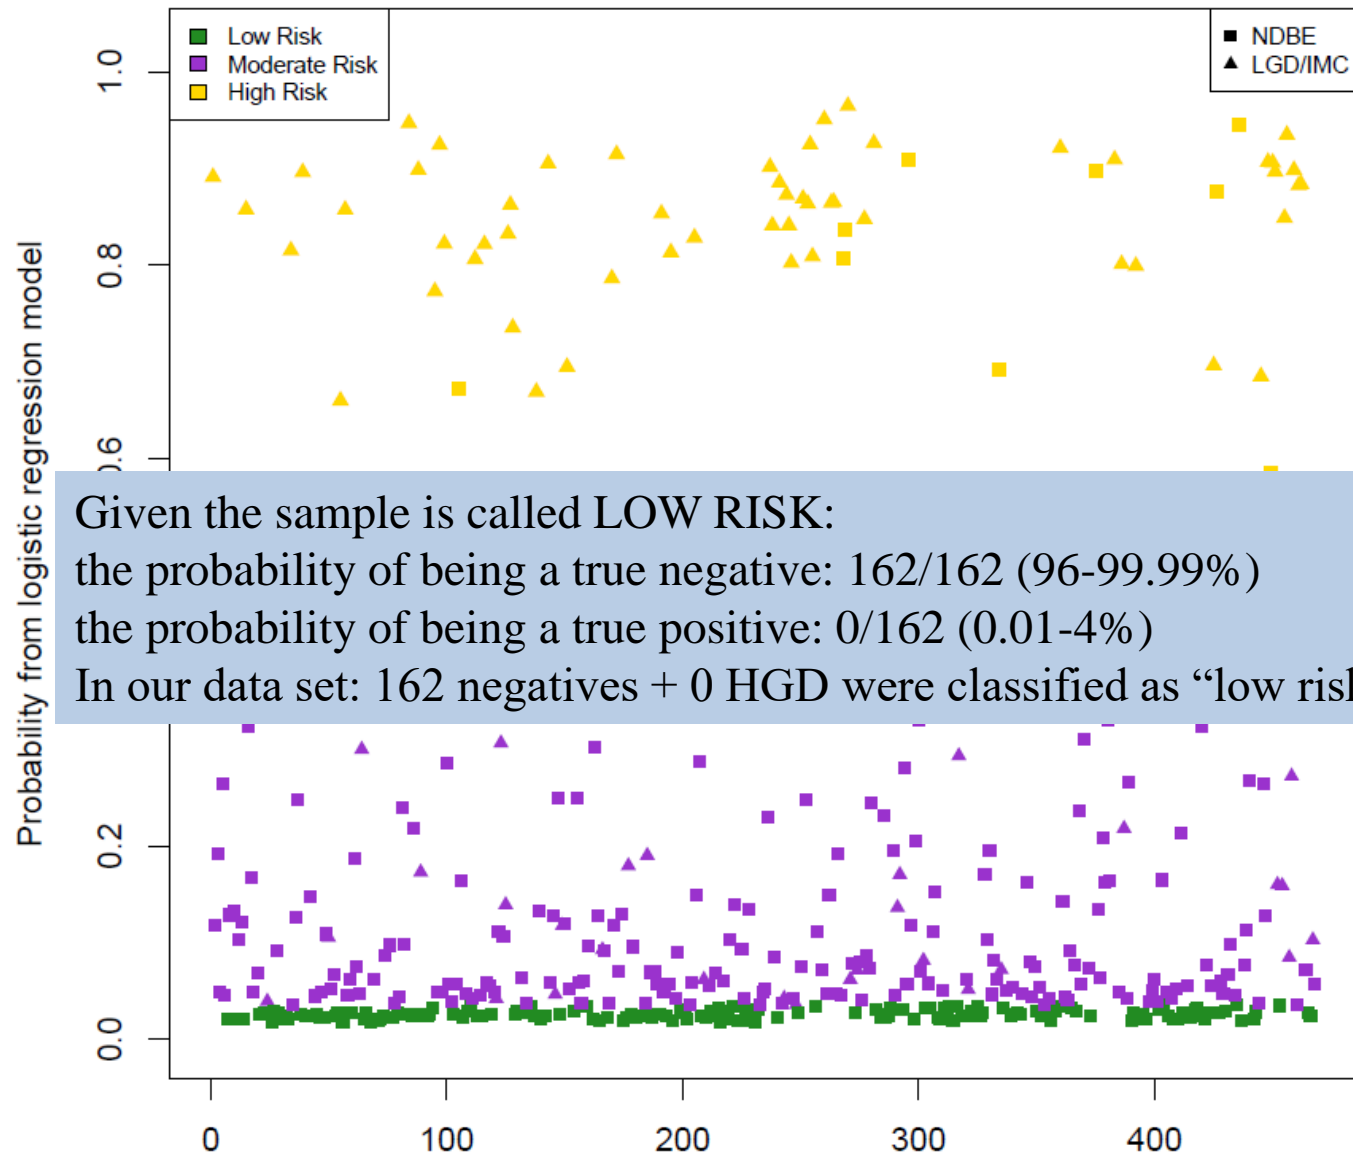 Low Risk
Moderate Risk
High Risk
NDBE
LGD/IMC
Probability from logistic regression model
1.0
0.8
0.6
Given the sample is called LOW RISK:
the probability of being a true negative: 162/162 (96-99.99%)
the probability of being a true positive: 0/162 (0.01-4%)
In our data set: 162 negatives + 0 HGD were classified as “low risk
0.2
0.0
0 100 200 300 400